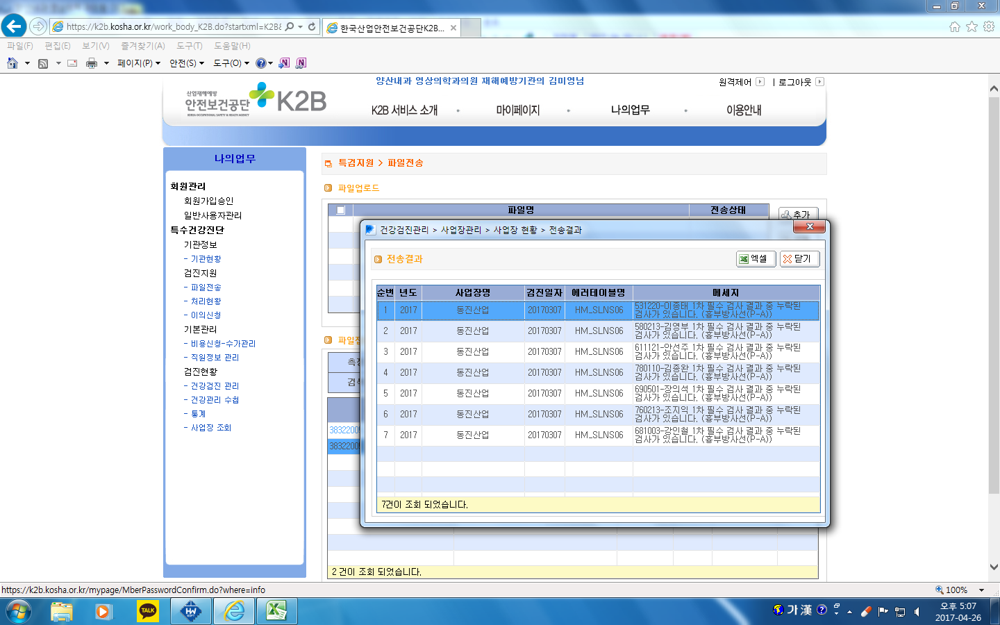 https://k2b.kosha.or.kr/work_body_K2B.do?startxml=K2B&
한국산업안전보건공단K2B...
파일(F) 편집(E) 보기(V) 즐겨찾기(A) 도구(T) 도움말(H)
페이지(P) 안전(S) 도구(O)
양산내과 영상의학과의원 재해예방기관의 김미영님
원격제어 | 로그아웃
산업재해예방
안전보건공단 K2B
KOREA OCCUPATIONAL SAFETY & HEALTH AGENCY
K2B 서비스 소개 마이페이지 나의업무 이용안내
나의업무
회원관리
회원가입승인
일반사용자관리
특수건강진단
기관정보
- 기관현황
검진지원
- 파일전송
- 처리현황
- 이의신청
기본관리
- 비용신청-수가관리
- 직원정보 관리
검진현황
- 건강검진 관리
- 건강관리 수첩
- 통계
- 사업장 조회
특검지원 > 파일전송
파일업로드
파일명 전송상태
추가
건강검진관리 > 사업장관리 > 사업장 현황 > 전송결과
전송결과
엑셀 닫기
순번 년도 사업장명 검진일자 에러테이블명 메세지
1 2017 동진산업 20170307 HM_SLNS06 531220-이종태 1차 필수 검사 결과 중 누락된
검사가 있습니다. (흉부방사선(P-A))
2 2017 동진산업 20170307 HM_SLNS06 580213-김영부 1차 필수 검사 결과 중 누락된
검사가 있습니다. (흉부방사선(P-A))
3 2017 동진산업 20170307 HM_SLNS06 611121-안선주 1차 필수 검사 결과 중 누락된
검사가 있습니다. (흉부방사선(P-A))
4 2017 동진산업 20170307 HM_SLNS06 780110-김종완 1차 필수 검사 결과 중 누락된
검사가 있습니다. (흉부방사선(P-A))
5 2017 동진산업 20170307 HM_SLNS06 690501-장의석 1차 필수 검사 결과 중 누락된
검사가 있습니다. (흉부방사선(P-A))
6 2017 동진산업 20170307 HM_SLNS06 760213-조지익 1차 필수 검사 결과 중 누락된
검사가 있습니다. (흉부방사선(P-A))
7 2017 동진산업 20170307 HM_SLNS06 681003-강인철 1차 필수 검사 결과 중 누락된
검사가 있습니다. (흉부방사선(P-A))
7건이 조회 되었습니다.
파일접
측정
검색
3832200
3832200
2 건이 조회 되었습니다.
https://k2b.kosha.or.kr/mypage/MberPasswordConfirm.do?where=info
100%
TALK
HW
SOFT
가 漢
오후 5:07
2017-04-26